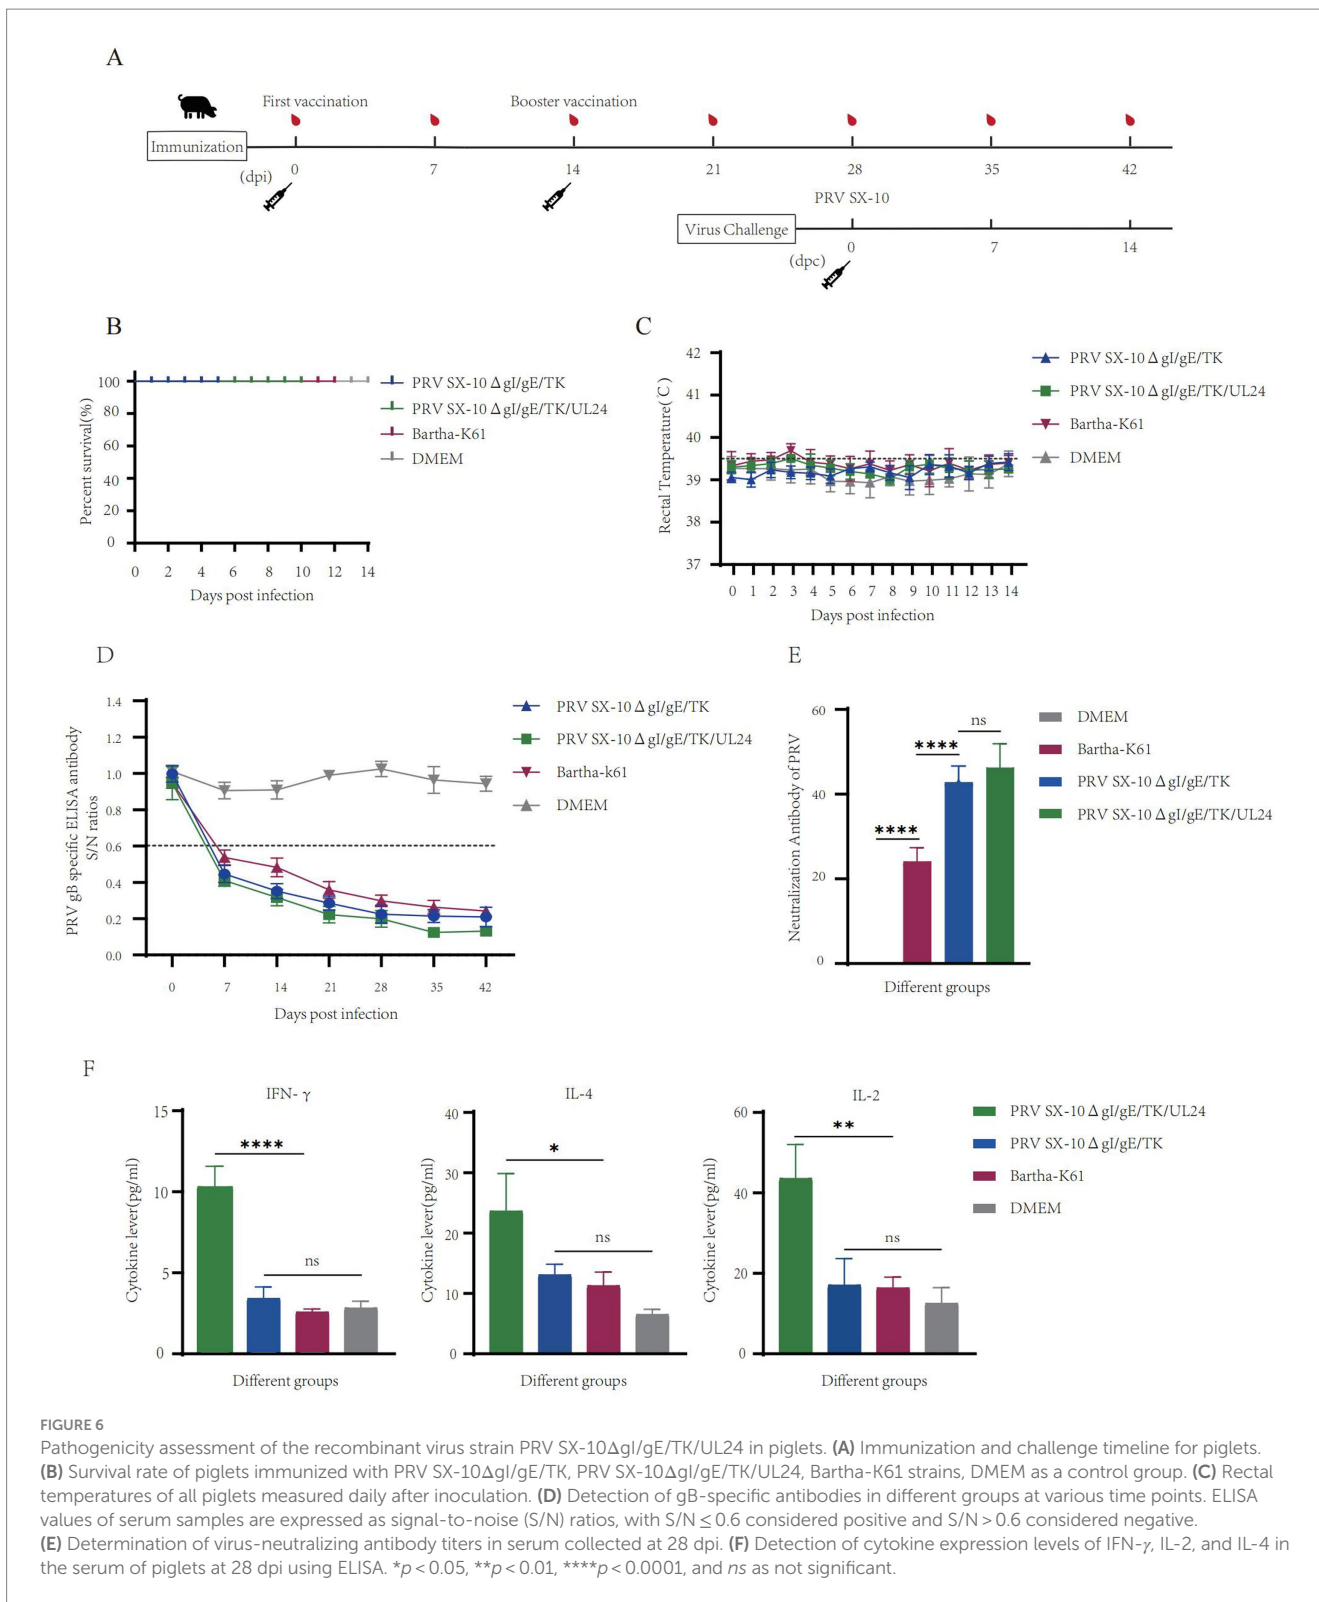 A
First vaccination
Booster vaccination
Immunization
(dpi)
0
7
14
21
28
35
42
PRV SX-10
Virus Challenge
(dpc)
0
7
14
B
Percent survival(%)
100
80
60
40
20
0
0 2 4 6 8 10 12 14
Days post infection
PRV SX-10 Δ gI/gE/TK
PRV SX-10 Δ gI/gE/TK/UL24
Bartha-K61
DMEM
C
Rectal Temperature(℃)
42
41
40
39
38
37
0 1 2 3 4 5 6 7 8 9 10 11 12 13 14
Days post infection
PRV SX-10 Δ gI/gE/TK
PRV SX-10 Δ gI/gE/TK/UL24
Bartha-K61
DMEM
D
PRV gB specific ELISA antibody
S/N ratios
1.4
1.2
1.0
0.8
0.6
0.4
0.2
0.0
0 7 14 21 28 35 42
Days post infection
PRV SX-10 Δ gI/gE/TK
PRV SX-10 Δ gI/gE/TK/UL24
Bartha-k61
DMEM
E
Neutralization Antibody of PRV
60
40
20
0
****
****
ns
Different groups
DMEM
Bartha-K61
PRV SX-10 Δ gI/gE/TK
PRV SX-10 Δ gI/gE/TK/UL24
F
IFN- γ
Cytokine lever(pg/ml)
15
10
5
0
****
ns
Different groups
IL-4
Cytokine lever(pg/ml)
40
30
20
10
0
*
ns
Different groups
IL-2
Cytokine lever(pg/ml)
60
40
20
0
**
ns
Different groups
PRV SX-10 Δ gI/gE/TK/UL24
PRV SX-10 Δ gI/gE/TK
Bartha-K61
DMEM
FIGURE 6
Pathogenicity assessment of the recombinant virus strain PRV SX-10ΔgI/gE/TK/UL24 in piglets. (A) Immunization and challenge timeline for piglets.
(B) Survival rate of piglets immunized with PRV SX-10ΔgI/gE/TK, PRV SX-10ΔgI/gE/TK/UL24, Bartha-K61 strains, DMEM as a control group. (C) Rectal
temperatures of all piglets measured daily after inoculation. (D) Detection of gB-specific antibodies in different groups at various time points. ELISA
values of serum samples are expressed as signal-to-noise (S/N) ratios, with S/N ≤ 0.6 considered positive and S/N > 0.6 considered negative.
(E) Determination of virus-neutralizing antibody titers in serum collected at 28 dpi. (F) Detection of cytokine expression levels of IFN-γ, IL-2, and IL-4 in
the serum of piglets at 28 dpi using ELISA. *p < 0.05, **p < 0.01, ****p < 0.0001, and ns as not significant.